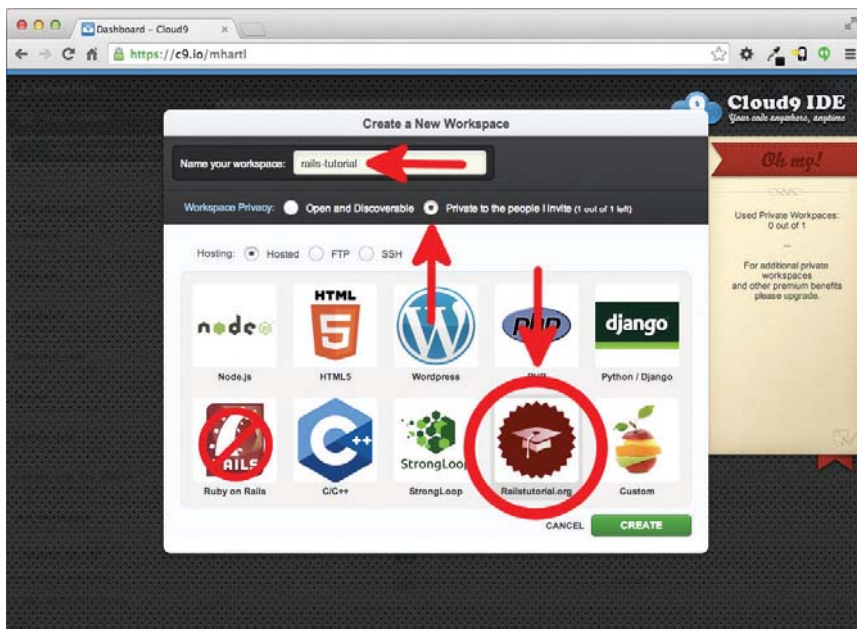 Dashboard – Cloud9
https://c9.io/mhartl
Cloud9 IDE
Your code anywhere, anytime
Create a New Workspace
Name your workspace: rails-tutorial
Workspace Privacy: Open and Discoverable Private to the people I invite (1 out of 1 left)
Hosting: Hosted FTP SSH
Oh my!
Used Private Workpaces:
0 out of 1
For additional private
workspaces
and other premium benefits
please upgrade.
node
HTML
5
W
php
django
Node.js HTML5 Wordpress PHP Python / Django
RAILS
C++
StrongLoop
Ruby on Rails C/C++ StrongLoop Railstutorial.org Custom
CANCEL CREATE